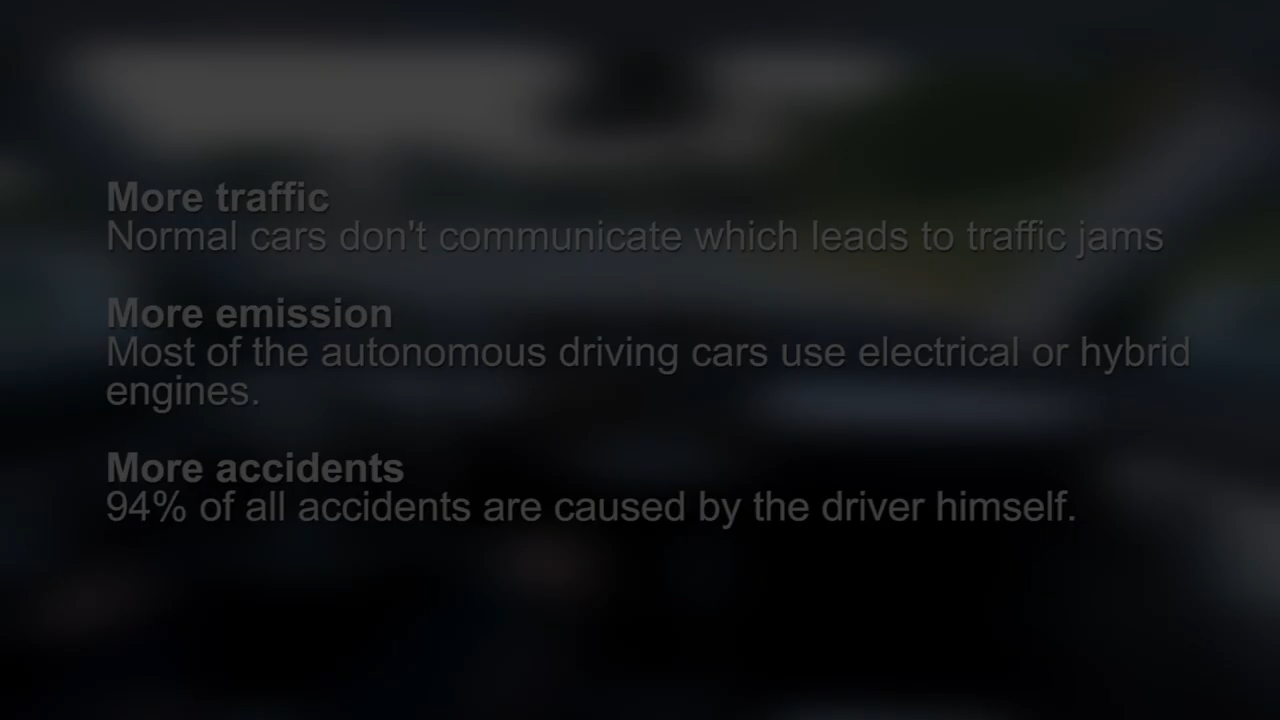 More traffic
Normal cars don't communicate which leads to traffic jams
More emission
Most of the autonomous driving cars use electrical or hybrid
engines.
More accidents
94% of all accidents are caused by the driver himself.